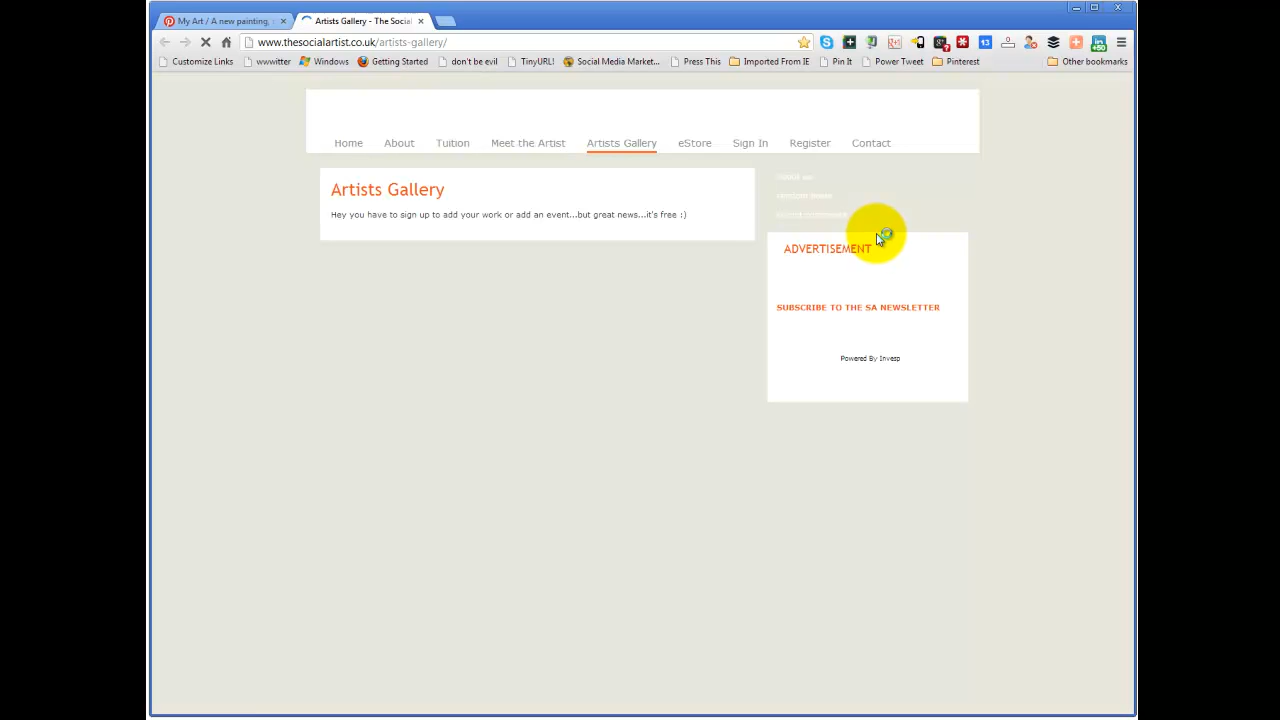 My Art / A new painting,
Artists Gallery - The Social
www.thesocialartist.co.uk/artists-gallery/
Customize Links wwwitter Windows Getting Started don't be evil TinyURL! Social Media Market... Press This Imported From IE Pin It Power Tweet Pinterest Other bookmarks
Home About Tuition Meet the Artist Artists Gallery eStore Sign In Register Contact
Artists Gallery
Hey you have to sign up to add your work or add an event...but great news...it's free :)
ADVERTISEMENT
SUBSCRIBE TO THE SA NEWSLETTER
Powered By Invesp